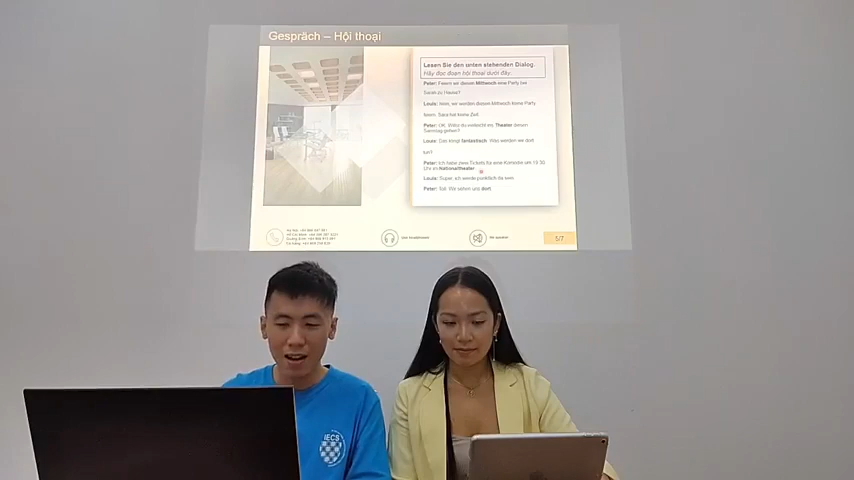 Gespräch – Hội thoại
Lesen Sie den unten stehenden Dialog.
Hãy đọc đoạn hội thoại dưới đây.
Peter: Feiern wir diesen Mittwoch eine Party bei
Sarah zu Hause?
Louis: Nein, wir werden diesen Mittwoch keine Party
feiern. Sara hat keine Zeit.
Peter: OK. Willst du vielleicht ins Theater diesen
Samstag gehen?
Louis: Das klingt fantastisch. Was werden wir dort
tun?
Peter: Ich habe zwei Tickets für eine Komödie um 19.30
Uhr im Nationaltheater
Louis: Super, ich werde pünktlich da sein.
Peter: Toll. Wir sehen uns dort
Use headphones
5/7
IECS